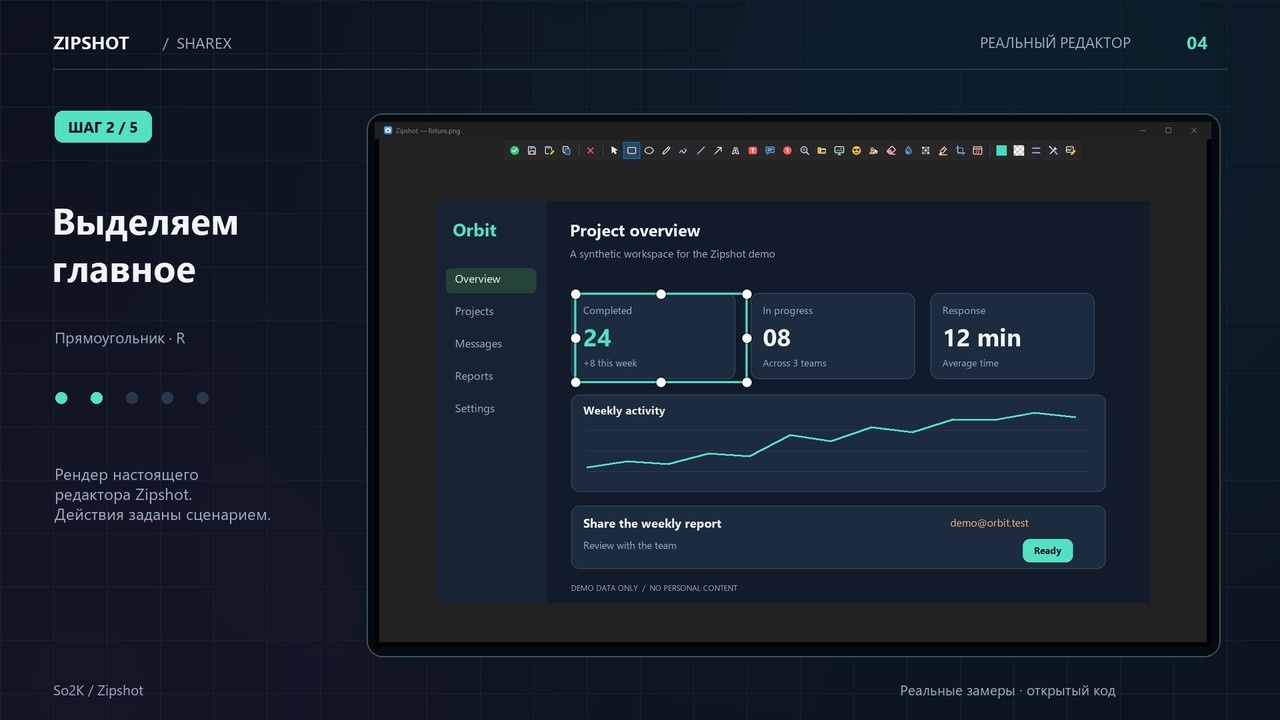 ZIPSHOT / SHAREX
РЕАЛЬНЫЙ РЕДАКТОР 04
ШАГ 2 / 5
Выделяем
главное
Прямоугольник · R
Рендер настоящего
редактора Zipshot.
Действия заданы сценарием.
Zipshot — fixture.png
Orbit
Overview
Projects
Messages
Reports
Settings
Project overview
A synthetic workspace for the Zipshot demo
Completed
24
+8 this week
In progress
08
Across 3 teams
Response
12 min
Average time
Weekly activity
Share the weekly report
Review with the team
demo@orbit.test
Ready
DEMO DATA ONLY / NO PERSONAL CONTENT
So2K / Zipshot
Реальные замеры · открытый код